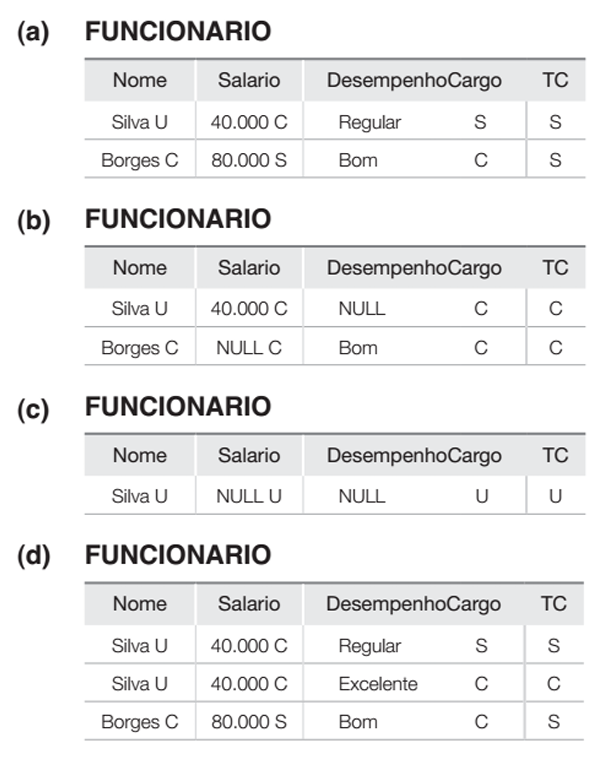 (a) FUNCIONARIO
Nome Salario DesempenhoCargo TC
Silva U 40.000 C Regular S S
Borges C 80.000 S Bom C S
(b) FUNCIONARIO
Nome Salario DesempenhoCargo TC
Silva U 40.000 C NULL C C
Borges C NULL C Bom C C
(c) FUNCIONARIO
Nome Salario DesempenhoCargo TC
Silva U NULL U NULL U U
(d) FUNCIONARIO
Nome Salario DesempenhoCargo TC
Silva U 40.000 C Regular S S
Silva U 40.000 C Excelente C C
Borges C 80.000 S Bom C S